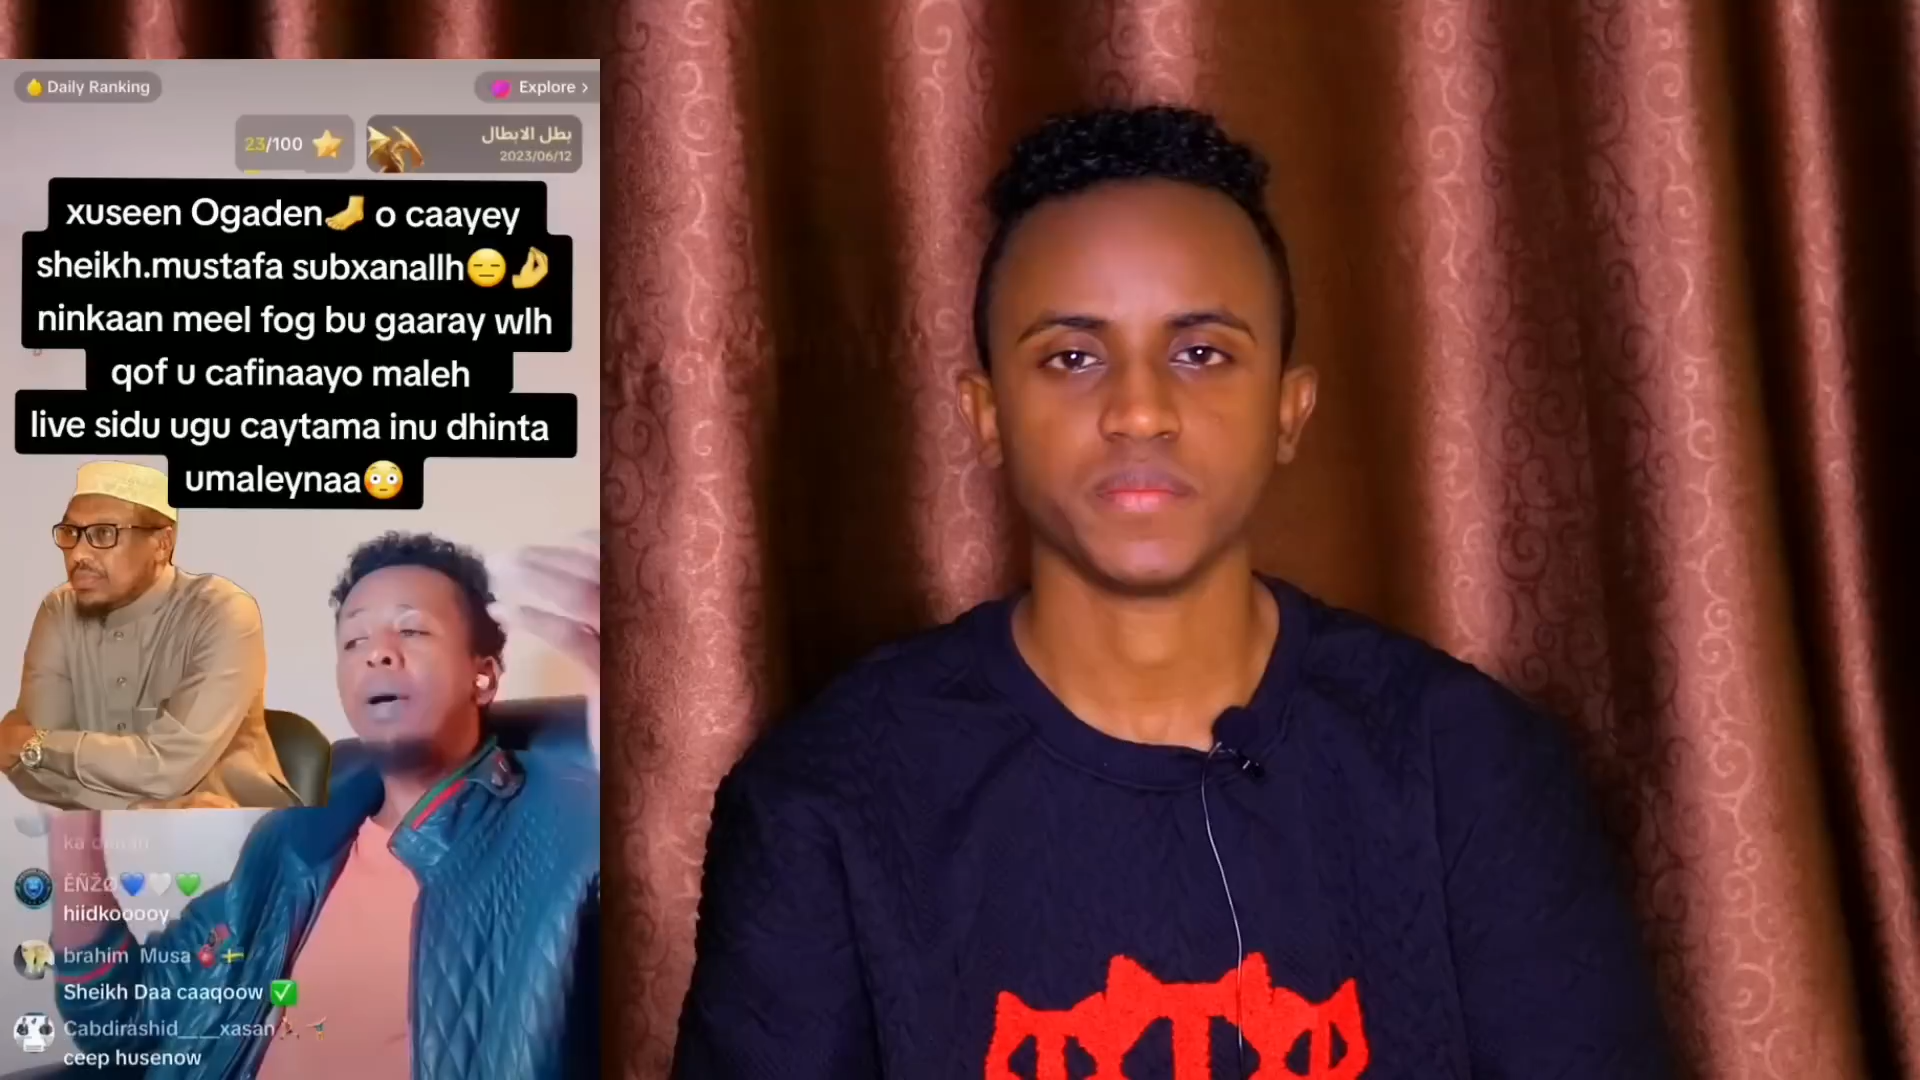 Daily Ranking
Explore >
23/100
بطل الابطال
2023/06/12
xuseen Ogaden🦶 o caayey
sheikh.mustafa subxanallh😑🤌
ninkaan meel fog bu gaaray wlh
qof u cafinaayo maleh
live sidu ugu caytama inu dhinta
umaleynaa😳
ÊÑŽØ💙🤍💚
hiidkooooy
brahim Musa
Sheikh Daa caaqoow ✅
Cabdirashid____xasan
ceep husenow